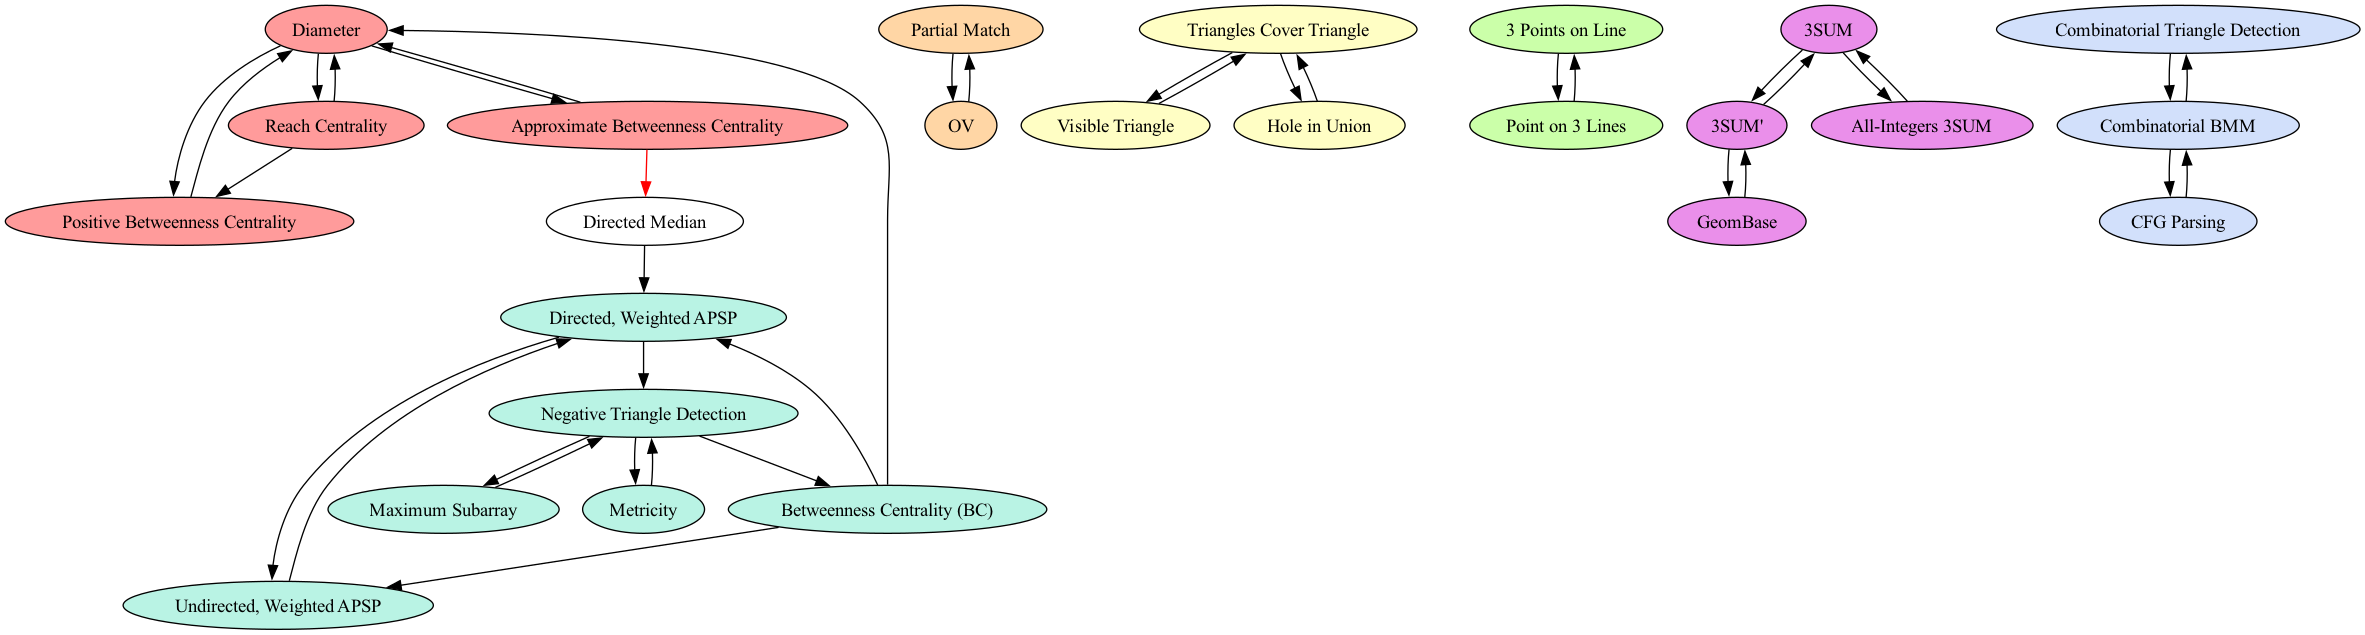 Diameter
Partial Match
Triangles Cover Triangle
3 Points on Line
3SUM
Combinatorial Triangle Detection
Reach Centrality
Approximate Betweenness Centrality
OV
Visible Triangle
Hole in Union
Point on 3 Lines
3SUM'
All-Integers 3SUM
Combinatorial BMM
Positive Betweenness Centrality
Directed Median
GeomBase
CFG Parsing
Directed, Weighted APSP
Negative Triangle Detection
Maximum Subarray
Metricity
Betweenness Centrality (BC)
Undirected, Weighted APSP